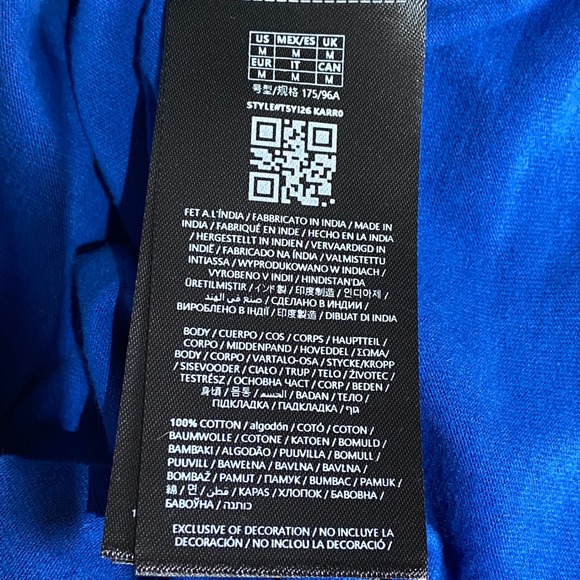 US MEX/ES UK
M M M
EUR IT CAN
M M M
号型/规格 175/96A
STYLE#TSYJ26 KARR0
FET A L'ÍNDIA / FABBRICATO IN INDIA / MADE IN
INDIA / FABRIQUÉ EN INDE / HECHO EN LA INDIA
/ HERGESTELLT IN INDIEN / VERVAARDIGD IN
INDIË / FABRICADO NA ÍNDIA / VALMISTETTU
INTIASSA / WYPRODUKOWANO W INDIACH /
VYROBENO V INDII / HINDISTAN'DA
ÜRETİLMİŞTİR / インド製 / 印度制造 / 인디아제
/ صنع في الهند / СДЕЛАНО В ИНДИИ /
ВИРОБЛЕНО В ІНДІЇ / 印度製造 / DIBUAT DI INDIA
BODY / CUERPO / COS / CORPS / HAUPTTEIL /
CORPO / MIDDENPAND / HOVEDDEL / ΣΩΜΑ/
BODY / CORPO / VARTALO-OSA / STYCKE/KROPP
/ SISEVOODER / CIAŁO / TRUP / TELO / ŽIVOTEC /
TESTRÉSZ / ОСНОВНА ЧАСТ / CORP / BEDEN /
身頃 / 몸통 / الجسم / BADAN / ТЕЛО /
ПІДКЛАДКА / ПАДКЛАДКА / גוף
100% COTTON / algodón / COTÓ / COTON /
BAUMWOLLE / COTONE / KATOEN / BOMULD /
ΒΑΜΒΑΚΙ / ALGODÃO / PUUVILLA / BOMULL /
PUUVILL / BAWEŁNA / BAVLNA / BAVLNA /
BOMBAŽ / PAMUT / ПАМУК / BUMBAC / PAMUK /
綿 / 면 / قطن / KAPAS / ХЛОПОК / БАВОВНА /
БАВОЎНА / כותנה
EXCLUSIVE OF DECORATION / NO INCLUYE LA
DECORACIÓN / NO INCLOU LA DECORACIÓ /